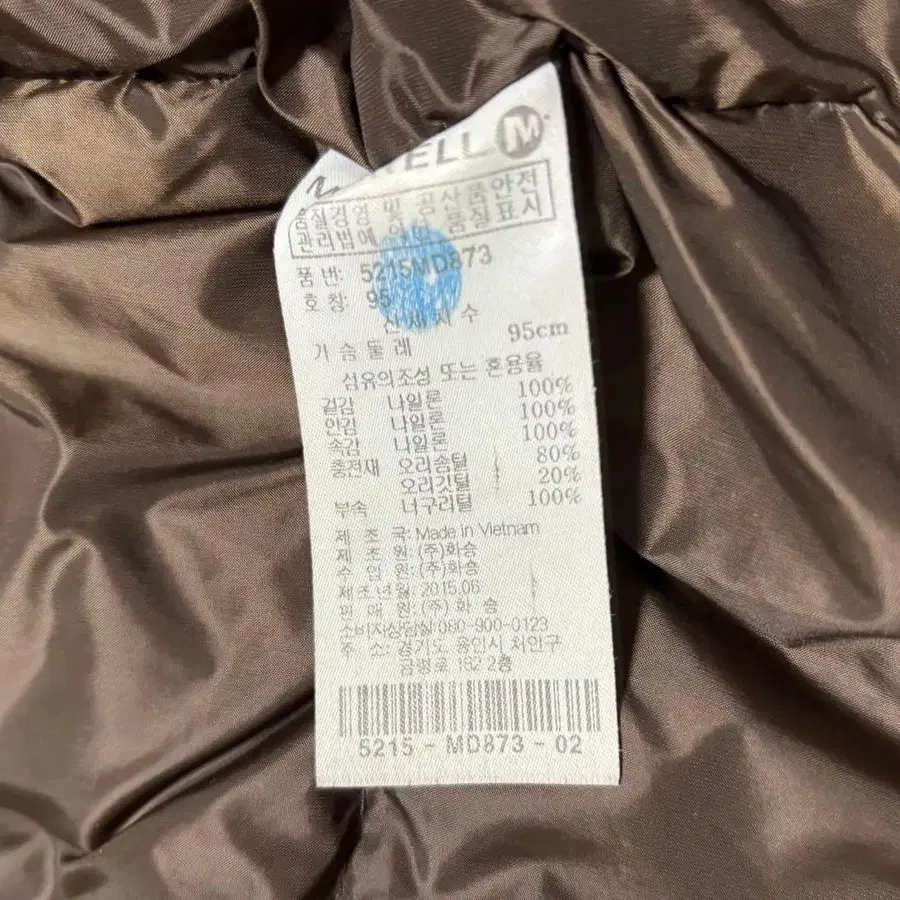 RELL M
품질경영 및 공산품안전
관리법에 의한 품질표시
품 번: 5215MD873
호 칭: 95
신체치수
가슴둘레 95cm
섬유의조성 또는 혼용율
겉감 나일론 100%
안감 나일론 100%
속감 나일론 100%
충전재 오리솜털 80%
오리깃털 20%
부속 너구리털 100%
제 조 국: Made in Vietnam
제 조 원: (주)화승
수 입 원: (주)화승
제조년월: 2015.06
판 매 원: (주) 화 승
소비자상담실: 080-900-0123
주 소: 경기도 용인시 처인구
금령로 182 2층
5215 - MD873 - 02